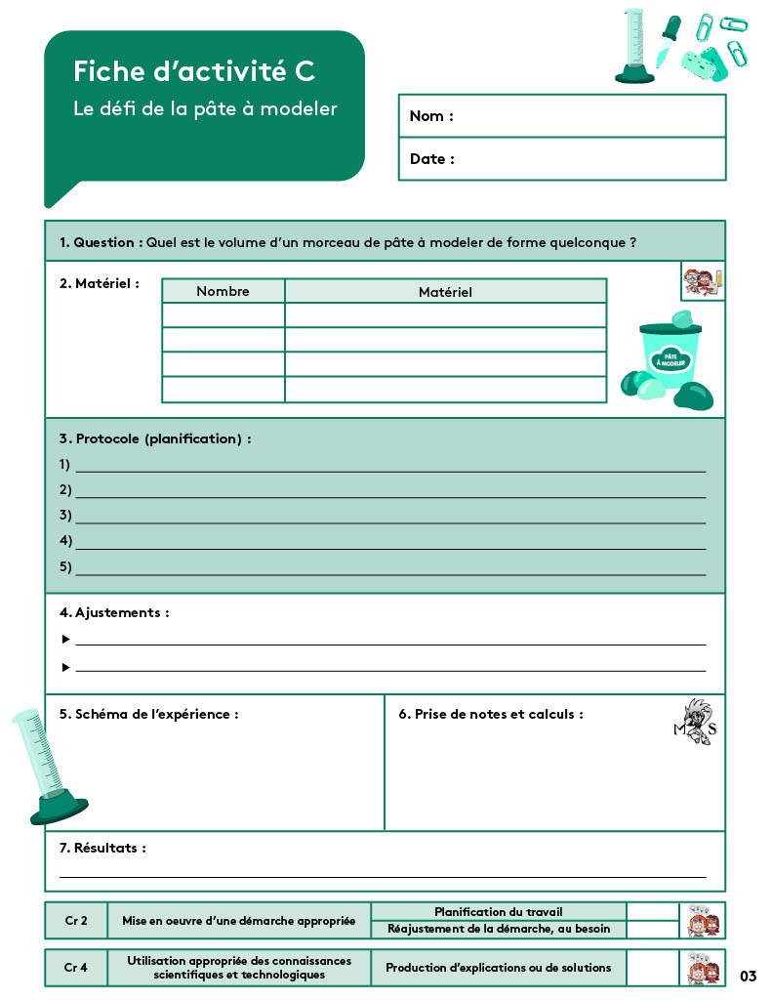 Fiche d’activité C
Le défi de la pâte à modeler
Nom :
Date :
1. Question : Quel est le volume d’un morceau de pâte à modeler de forme quelconque ?
2. Matériel :
Nombre
Matériel
PÂTE
À MODELER
3. Protocole (planification) :
1)
2)
3)
4)
5)
4. Ajustements :
5. Schéma de l’expérience :
6. Prise de notes et calculs :
M S
7. Résultats :
Cr 2
Mise en oeuvre d’une démarche appropriée
Planification du travail
Réajustement de la démarche, au besoin
Cr 4
Utilisation appropriée des connaissances
scientifiques et technologiques
Production d’explications ou de solutions
03